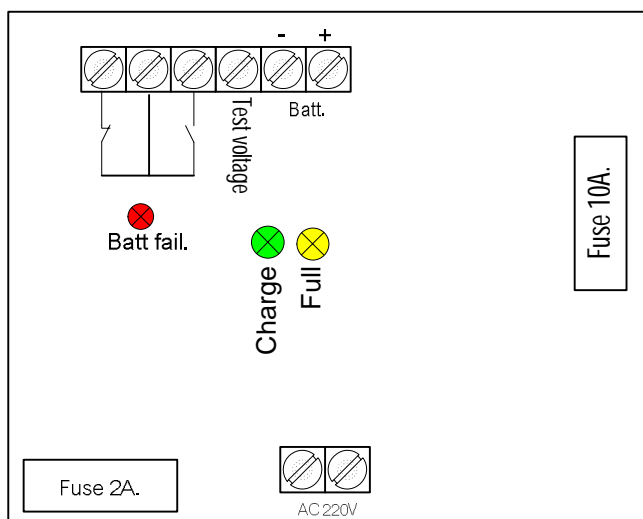 - +
Batt.
Test voltage
Batt fail.
Charge
Full
Fuse 10A.
Fuse 2A.
AC 220V